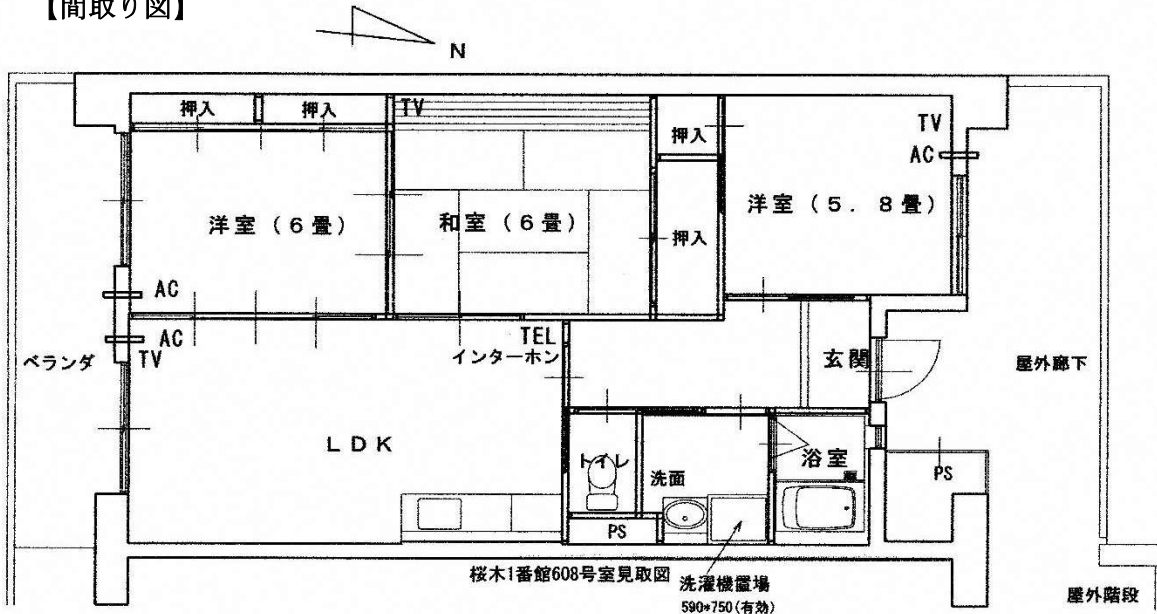 【間取り図】
N
押入
押入
TV
押入
TV
AC
洋室（6畳）
和室（6畳）
押入
洋室（5．8畳）
AC
AC
TV
TEL
インターホン
ベランダ
玄関
屋外廊下
LDK
トイレ
洗面
浴室
PS
PS
桜木1番館608号室見取図
洗濯機置場
590*750(有効)
屋外階段